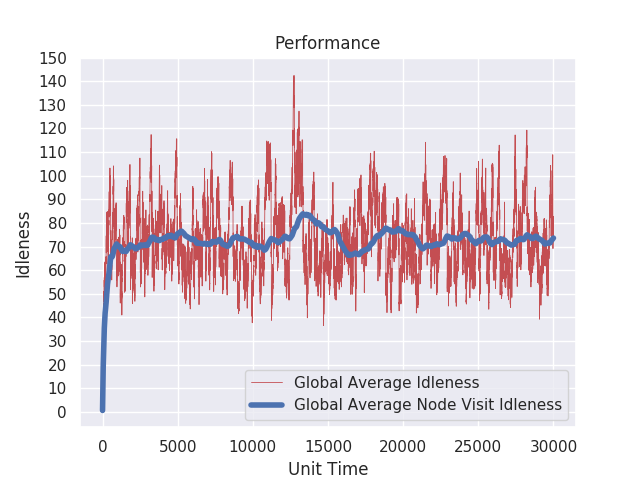 Performance
150
140
130
120
110
100
90
80
70
60
50
40
30
20
10
0
Idleness
Global Average Idleness
Global Average Node Visit Idleness
0 5000 10000 15000 20000 25000 30000
Unit Time